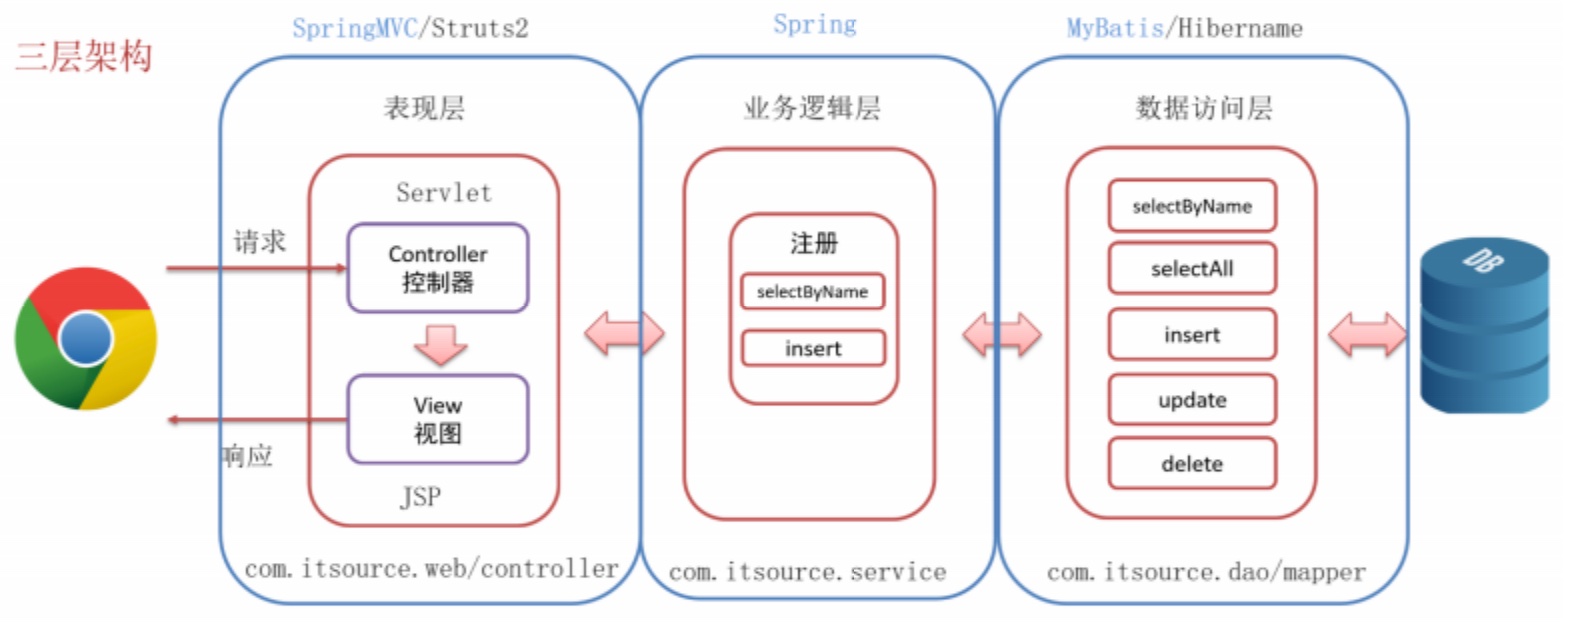 三层架构
SpringMVC/Struts2
表现层
Servlet
请求
Controller
控制器
View
视图
响应
JSP
com.itsource.web/controller
Spring
业务逻辑层
注册
selectByName
insert
com.itsource.service
MyBatis/Hibername
数据访问层
selectByName
selectAll
insert
update
delete
com.itsource.dao/mapper
DB